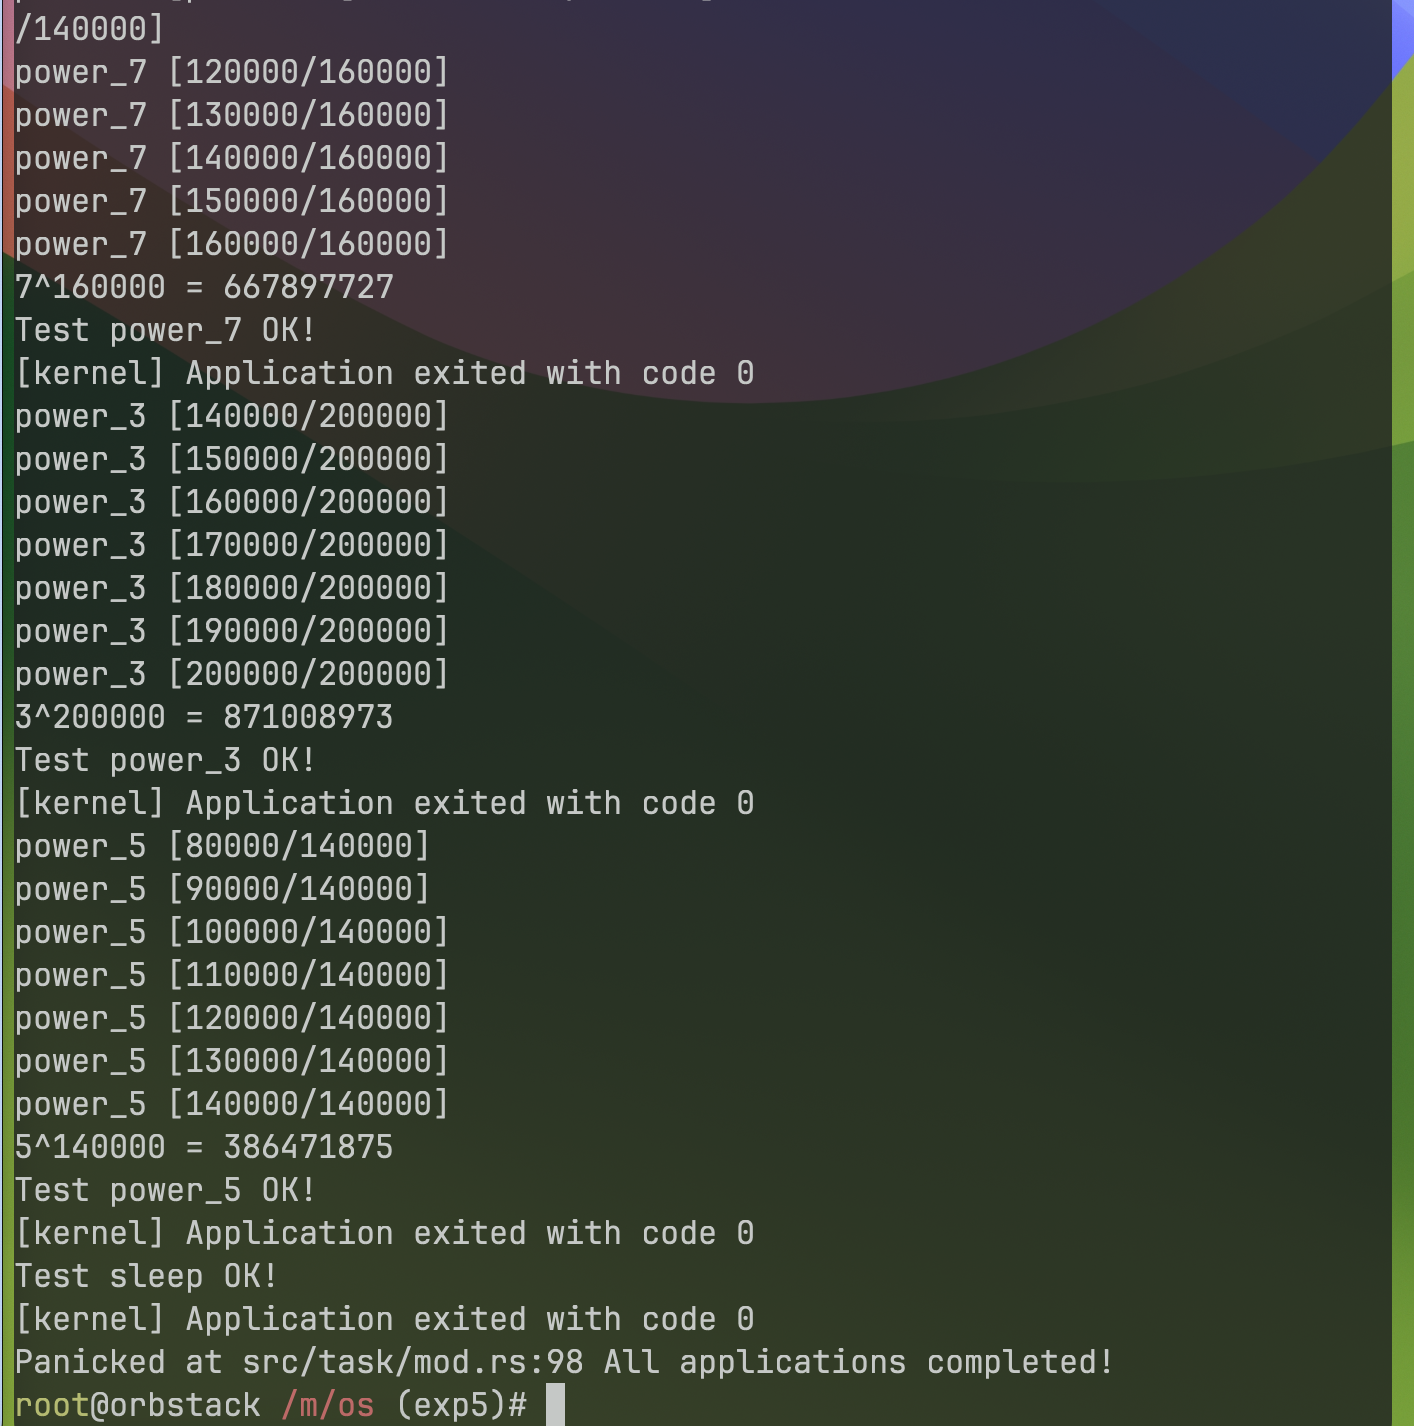 /140000]
power_7 [120000/160000]
power_7 [130000/160000]
power_7 [140000/160000]
power_7 [150000/160000]
power_7 [160000/160000]
7^160000 = 667897727
Test power_7 OK!
[kernel] Application exited with code 0
power_3 [140000/200000]
power_3 [150000/200000]
power_3 [160000/200000]
power_3 [170000/200000]
power_3 [180000/200000]
power_3 [190000/200000]
power_3 [200000/200000]
3^200000 = 871008973
Test power_3 OK!
[kernel] Application exited with code 0
power_5 [80000/140000]
power_5 [90000/140000]
power_5 [100000/140000]
power_5 [110000/140000]
power_5 [120000/140000]
power_5 [130000/140000]
power_5 [140000/140000]
5^140000 = 386471875
Test power_5 OK!
[kernel] Application exited with code 0
Test sleep OK!
[kernel] Application exited with code 0
Panicked at src/task/mod.rs:98 All applications completed!
root@orbstack /m/os (exp5)#